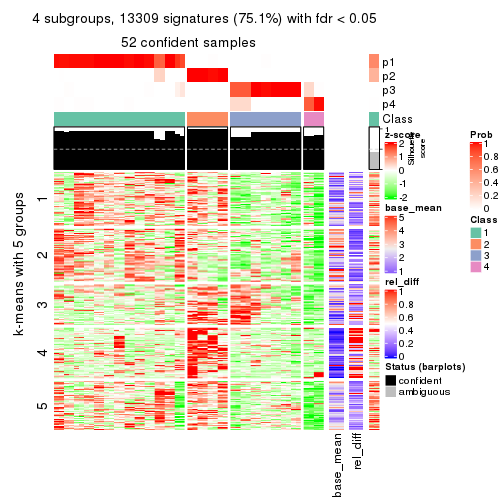 4 subgroups, 13309 signatures (75.1%) with fdr < 0.05
52 confident samples
p1
p2
p3
p4
Class
1
Silhouette
score
k-means with 5 groups
1
2
3
4
5
base_mean
rel_diff
z-score
2
1
0
-1
-2
base_mean
5
4
3
2
1
rel_diff
1
0.8
0.6
0.4
0.2
0
Status (barplots)
confident
ambiguous
Prob
1
0.8
0.6
0.4
0.2
0
Class
1
2
3
4